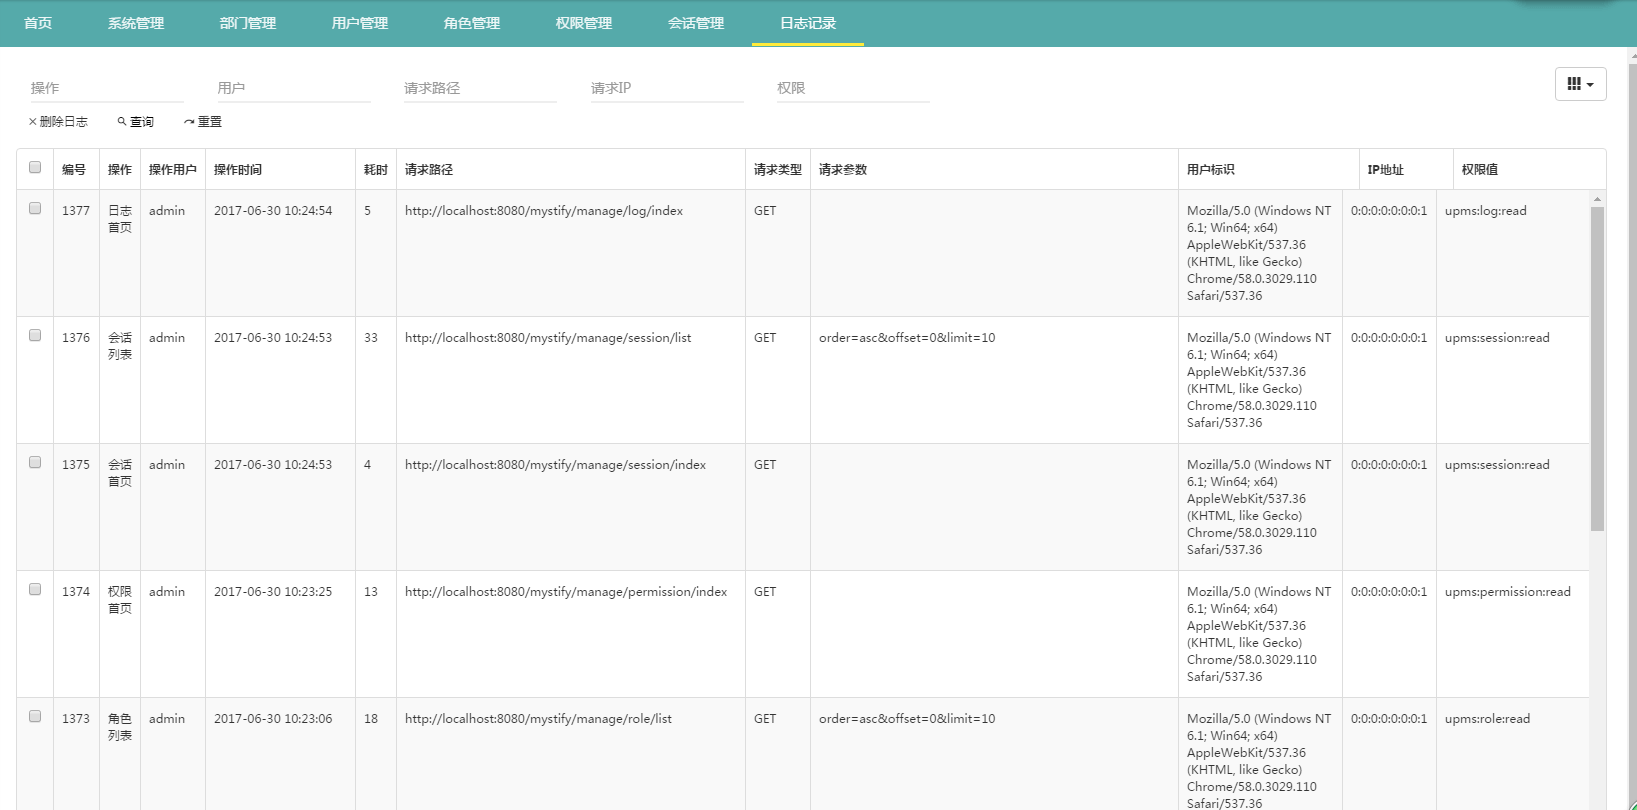 首页 系统管理 部门管理 用户管理 角色管理 权限管理 会话管理 日志记录
操作 用户 请求路径 请求IP 权限
删除日志 查询 重置
编号 操作 操作用户 操作时间 耗时 请求路径 请求类型 请求参数 用户标识 IP地址 权限值
1377 日志 admin 2017-06-30 10:24:54 5 http://localhost:8080/mystify/manage/log/index GET Mozilla/5.0 (Windows NT 0:0:0:0:0:0:0:1 upms:log:read
首页 6.1; Win64; x64)
AppleWebKit/537.36
(KHTML, like Gecko)
Chrome/58.0.3029.110
Safari/537.36
1376 会话 admin 2017-06-30 10:24:53 33 http://localhost:8080/mystify/manage/session/list GET order=asc&offset=0&limit=10 Mozilla/5.0 (Windows NT 0:0:0:0:0:0:0:1 upms:session:read
列表 6.1; Win64; x64)
AppleWebKit/537.36
(KHTML, like Gecko)
Chrome/58.0.3029.110
Safari/537.36
1375 会话 admin 2017-06-30 10:24:53 4 http://localhost:8080/mystify/manage/session/index GET Mozilla/5.0 (Windows NT 0:0:0:0:0:0:0:1 upms:session:read
首页 6.1; Win64; x64)
AppleWebKit/537.36
(KHTML, like Gecko)
Chrome/58.0.3029.110
Safari/537.36
1374 权限 admin 2017-06-30 10:23:25 13 http://localhost:8080/mystify/manage/permission/index GET Mozilla/5.0 (Windows NT 0:0:0:0:0:0:0:1 upms:permission:read
首页 6.1; Win64; x64)
AppleWebKit/537.36
(KHTML, like Gecko)
Chrome/58.0.3029.110
Safari/537.36
1373 角色 admin 2017-06-30 10:23:06 18 http://localhost:8080/mystify/manage/role/list GET order=asc&offset=0&limit=10 Mozilla/5.0 (Windows NT 0:0:0:0:0:0:0:1 upms:role:read
列表 6.1; Win64; x64)
AppleWebKit/537.36
(KHTML, like Gecko)
Chrome/58.0.3029.110
Safari/537.36